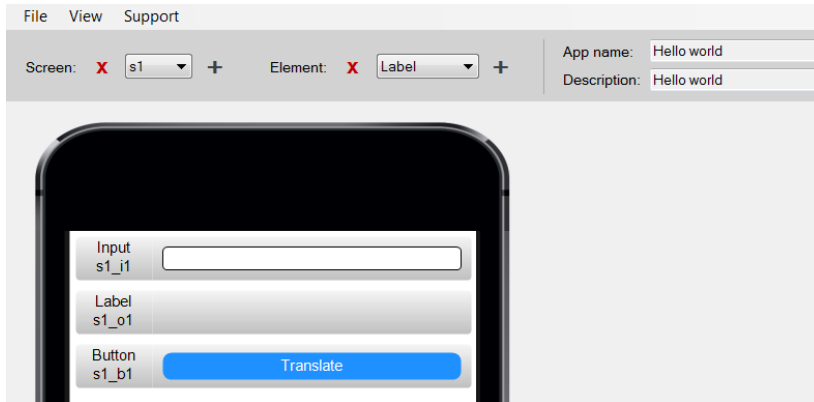 File View Support
Screen: X s1 + Element: X Label + App name: Hello world
Description: Hello world
Input
s1_i1
Label
s1_o1
Button
s1_b1
Translate